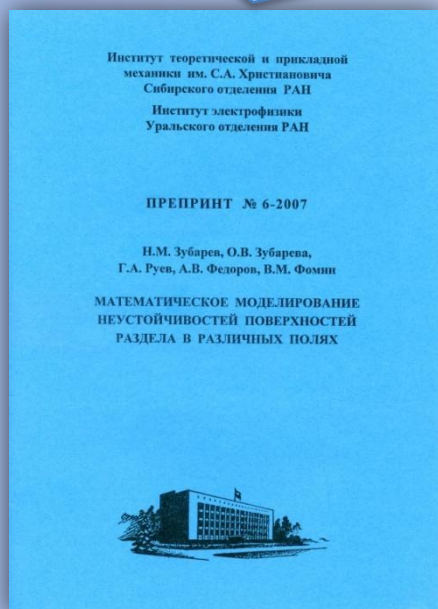 Институт теоретической и прикладной
механики им. С.А. Христиановича
Сибирского отделения РАН
Институт электрофизики
Уральского отделения РАН
ПРЕПРИНТ № 6-2007
Н.М. Зубарев, О.В. Зубарева,
Г.А. Руев, А.В. Федоров, В.М. Фомин
МАТЕМАТИЧЕСКОЕ МОДЕЛИРОВАНИЕ
НЕУСТОЙЧИВОСТЕЙ ПОВЕРХНОСТЕЙ
РАЗДЕЛА В РАЗЛИЧНЫХ ПОЛЯХ